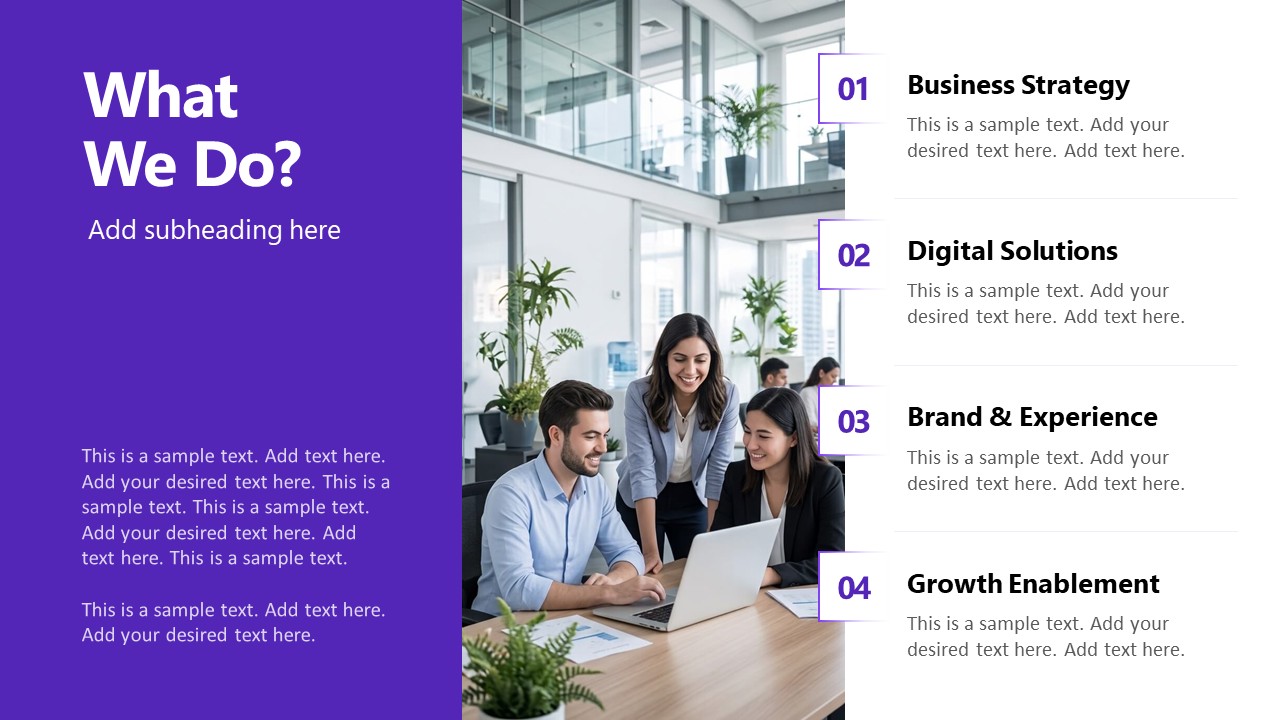 What
We Do?
Add subheading here
This is a sample text. Add text here.
Add your desired text here. This is a
sample text. This is a sample text.
Add your desired text here. Add
text here. This is a sample text.
This is a sample text. Add text here.
Add your desired text here.
01
Business Strategy
This is a sample text. Add your
desired text here. Add text here.
02
Digital Solutions
This is a sample text. Add your
desired text here. Add text here.
03
Brand & Experience
This is a sample text. Add your
desired text here. Add text here.
04
Growth Enablement
This is a sample text. Add your
desired text here. Add text here.